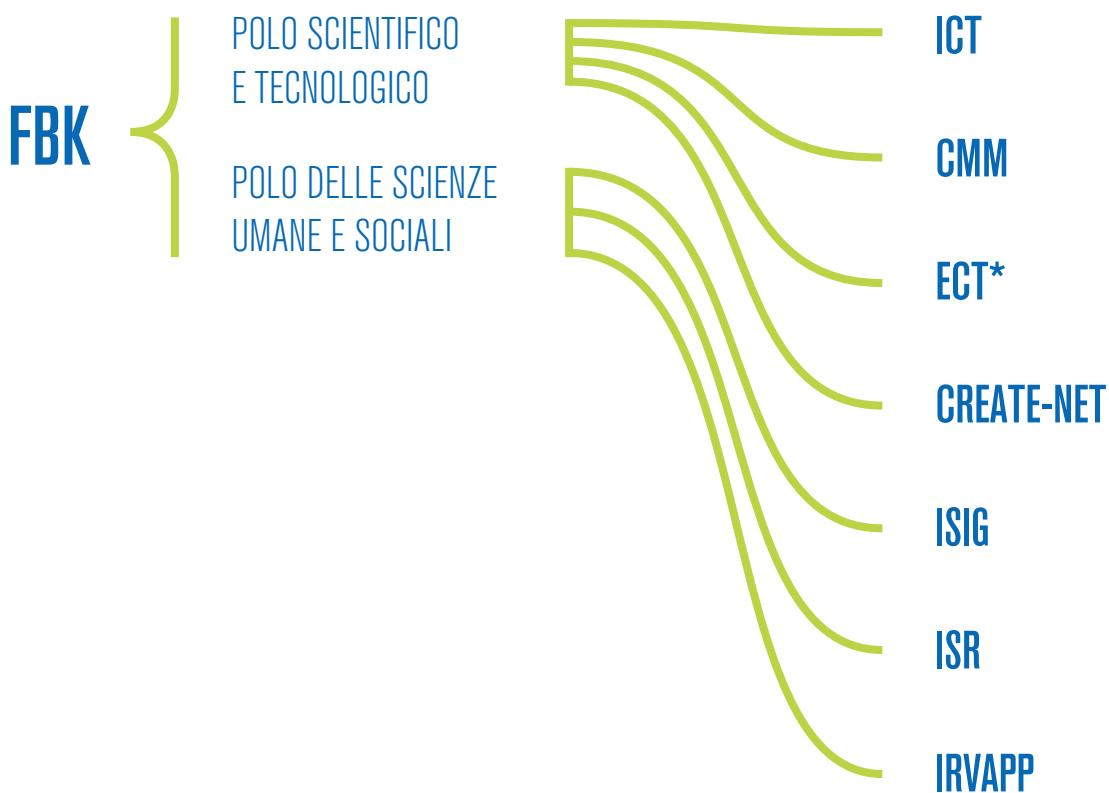 FBK
POLO SCIENTIFICO
E TECNOLOGICO
POLO DELLE SCIENZE
UMANE E SOCIALI
ICT
CMM
ECT*
CREATE-NET
ISIG
ISR
IRVAPP